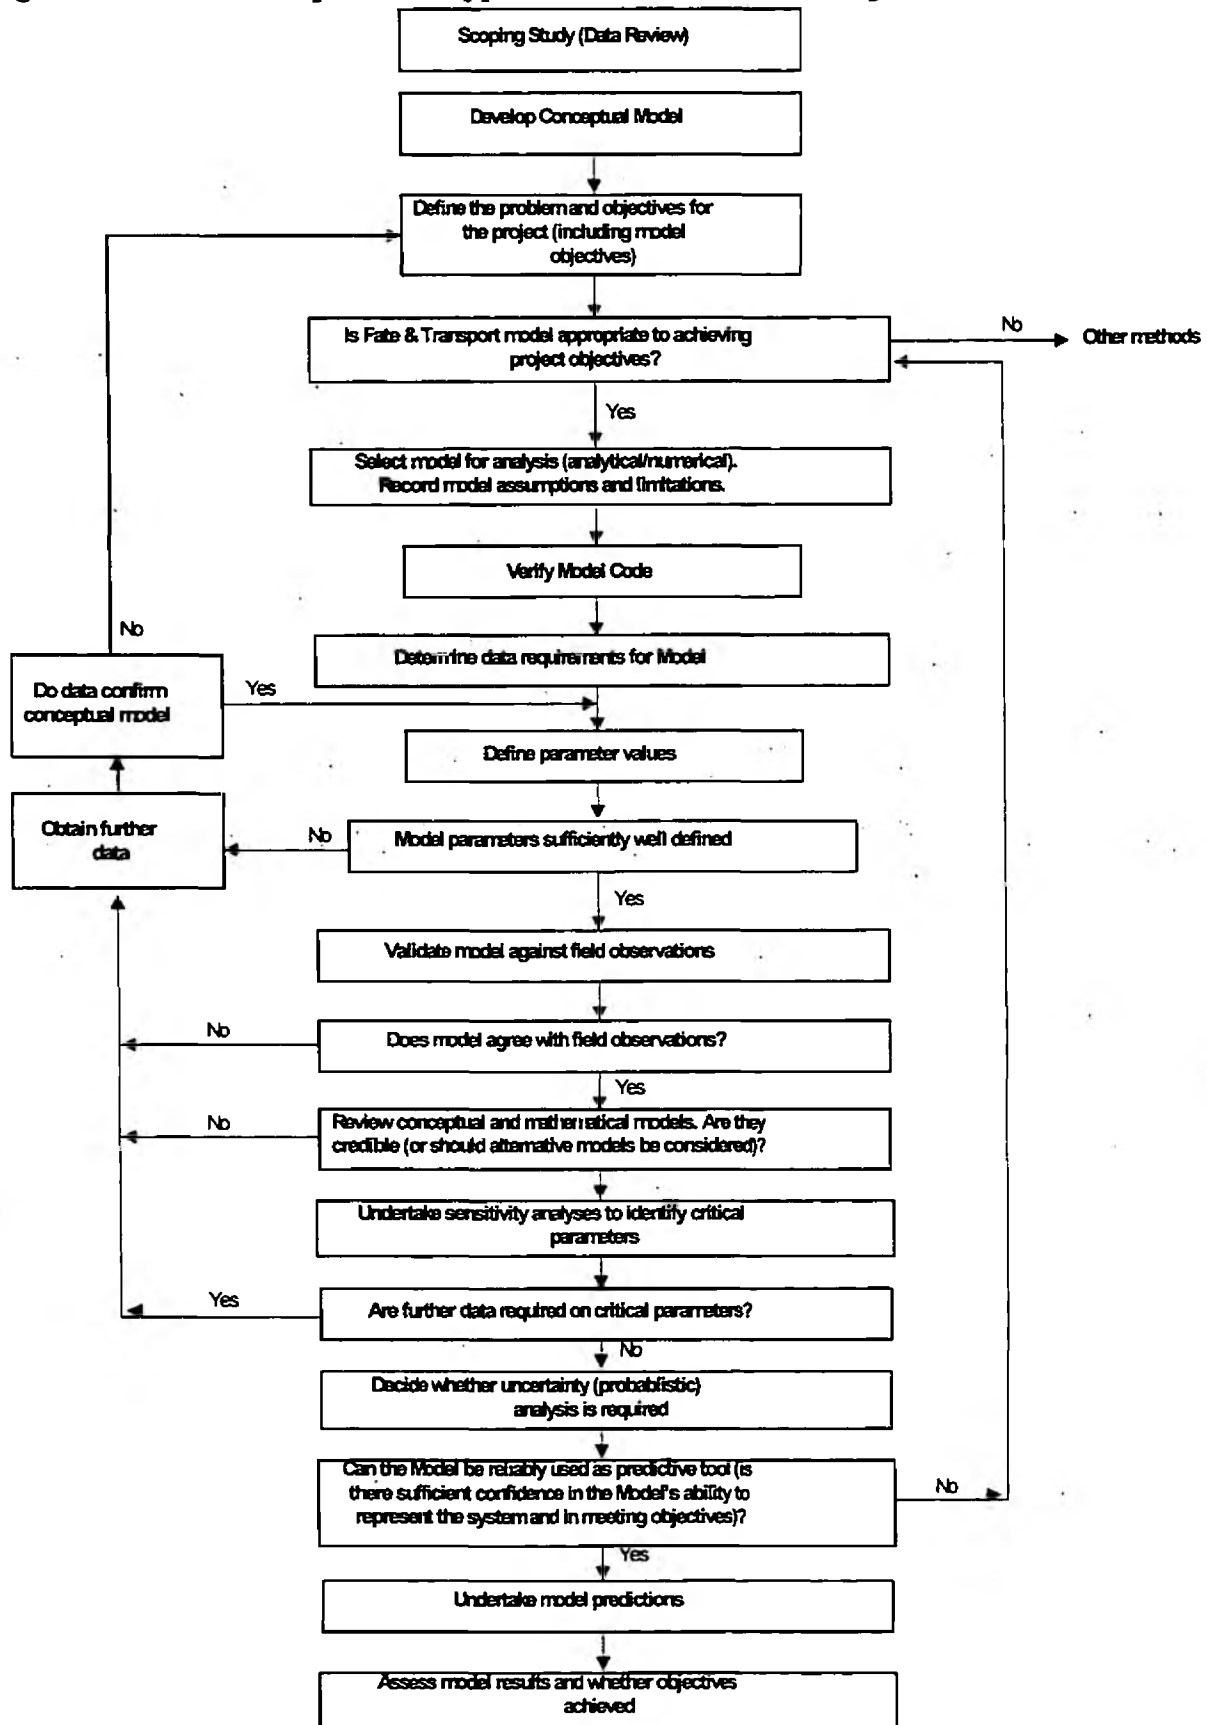 Scoping Study (Data Review)
Develop Conceptual Model
Define the problem and objectives for
the project (including model
objectives)
Is Fate & Transport model appropriate to achieving
project objectives?
No
Other methods
Yes
Select model for analysis (analytical/numerical).
Record model assumptions and limitations.
Verify Model Code
No
Determine data requirements for Model
Do data confirm
conceptual model
Yes
Define parameter values
Obtain further
data
No
Model parameters sufficiently well defined
Yes
Validate model against field observations
No
Does model agree with field observations?
Yes
No
Review conceptual and mathematical models. Are they
credible (or should alternative models be considered)?
Undertake sensitivity analyses to identify critical
parameters
Yes
Are further data required on critical parameters?
No
Decide whether uncertainty (probablistic)
analysis is required
Can the Model be reliably used as predictive tool (is
there sufficient confidence in the Model's ability to
represent the system and in meeting objectives)?
No
Yes
Undertake model predictions
Assess model results and whether objectives
achieved